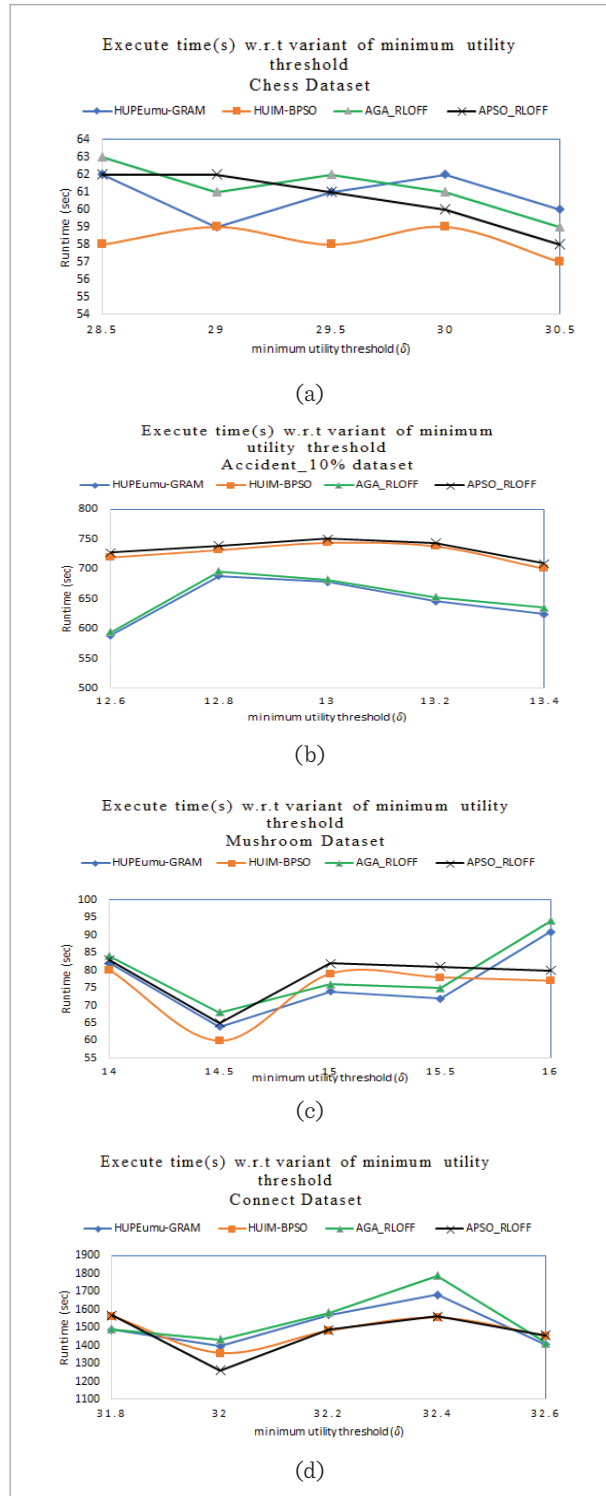 Execute time(s) w.r.t variant of minimum utility
threshold
Chess Dataset
HUPEumu-GRAM HUIM-BPSO AGA_RLOFF APSO_RLOFF
64
63
62
61
60
59
58
57
56
55
54
Runtime (sec)
28.5 29 29.5 30 30.5
minimum utility threshold(δ)
(a)
Execute time(s) w.r.t variant of minimum
utility threshold
Accident_10% dataset
HUPEumu-GRAM HUIM-BPSO AGA_RLOFF APSO_RLOFF
800
750
700
650
600
550
500
Runtime (sec)
12.6 12.8 13 13.2 13.4
minimum utility threshold(δ)
(b)
Execute time(s) w.r.t variant of minimum utility
threshold
Mushroom Dataset
HUPEumu-GRAM HUIM-BPSO AGA_RLOFF APSO_RLOFF
100
95
90
85
80
75
70
65
60
55
Runtime (sec)
14 14.5 15 15.5 16
minimum utility threshold(δ)
(c)
Execute time(s) w.r.t variant of minimum utility
threshold
Connect Dataset
HUPEumu-GRAM HUIM-BPSO AGA_RLOFF APSO_RLOFF
1900
1800
1700
1600
1500
1400
1300
1200
1100
Runtime (sec)
31.8 32 32.2 32.4 32.6
minimum utility threshold(δ)
(d)